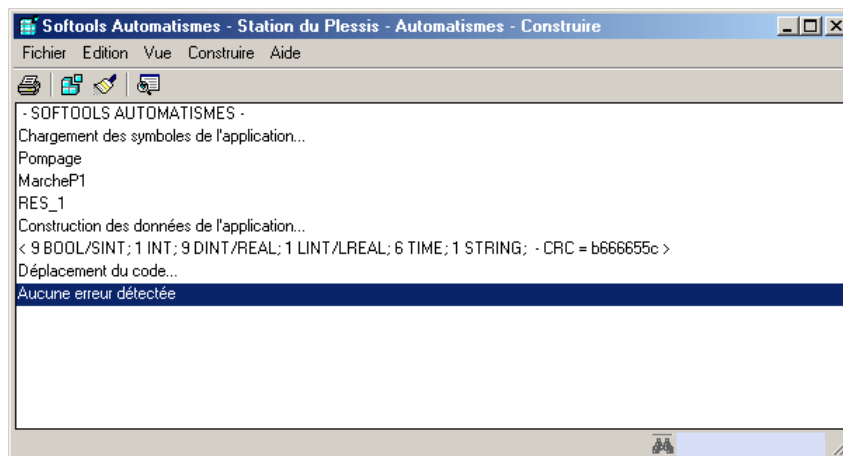 Softools Automatismes - Station du Plessis - Automatismes - Construire
Fichier Edition Vue Construire Aide
- SOFTOOLS AUTOMATISMES -
Chargement des symboles de l'application...
Pompage
MarcheP1
RES_1
Construction des données de l'application...
< 9 BOOL/SINT; 1 INT; 9 DINT/REAL; 1 LINT/LREAL; 6 TIME; 1 STRING;  - CRC = b666655c >
Déplacement du code...
Aucune erreur détectée